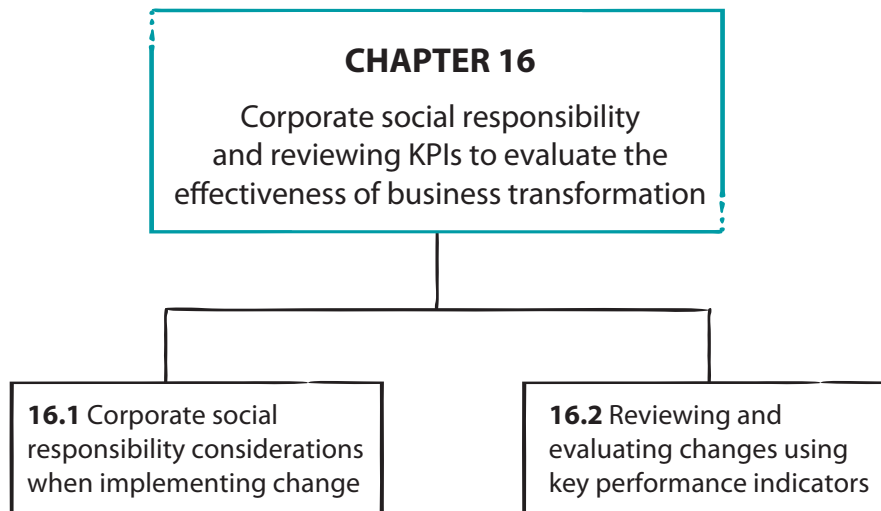 CHAPTER 16
Corporate social responsibility
and reviewing KPIs to evaluate the
effectiveness of business transformation
16.1 Corporate social
responsibility considerations
when implementing change
16.2 Reviewing and
evaluating changes using
key performance indicators